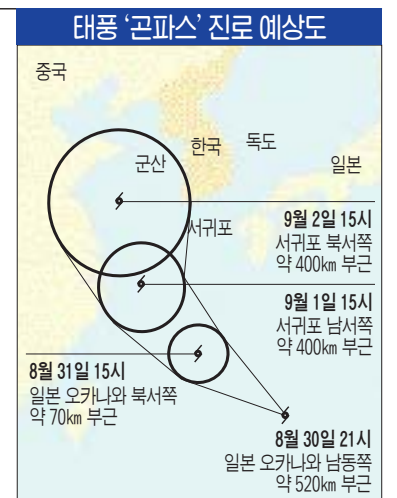 태풍 ‘곤파스’ 진로 예상도
중국
한국
독도
군산
일본
서귀포
9월 2일 15시
서귀포 북서쪽
약 400㎞ 부근
9월 1일 15시
서귀포 남서쪽
약 400㎞ 부근
8월 31일 15시
일본 오키나와 북서쪽
약 70㎞ 부근
8월 30일 21시
일본 오키나와 남동쪽
약 520㎞ 부근